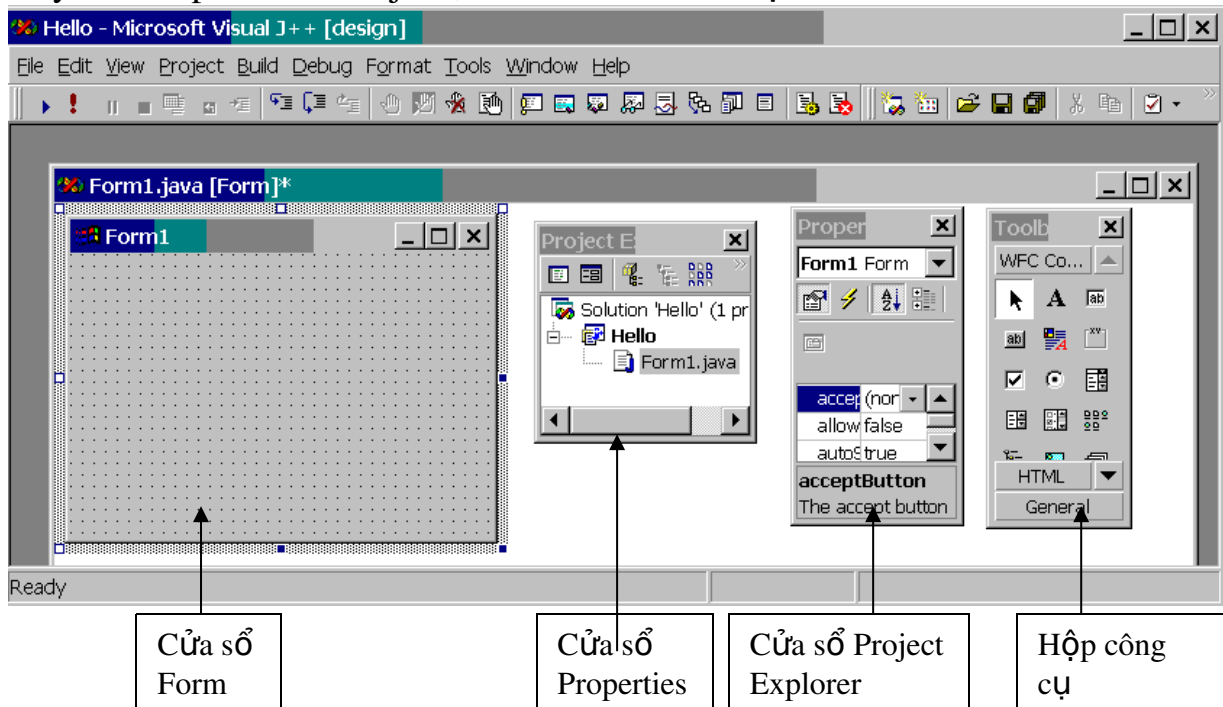 Hello - Microsoft Visual J++ [design]
File Edit View Project Build Debug Format Tools Window Help
Form1.java [Form]*
Form1
Project E
Solution 'Hello' (1 pr
Hello
Form1.java
Proper
Form1 Form
accep (nor
allow false
autoS true
acceptButton
The accept button
Toolb
WFC Co...
HTML
General
Ready
Cửa sổ
Form
Cửa sổ
Properties
Cửa sổ Project
Explorer
Hộp công
cụ